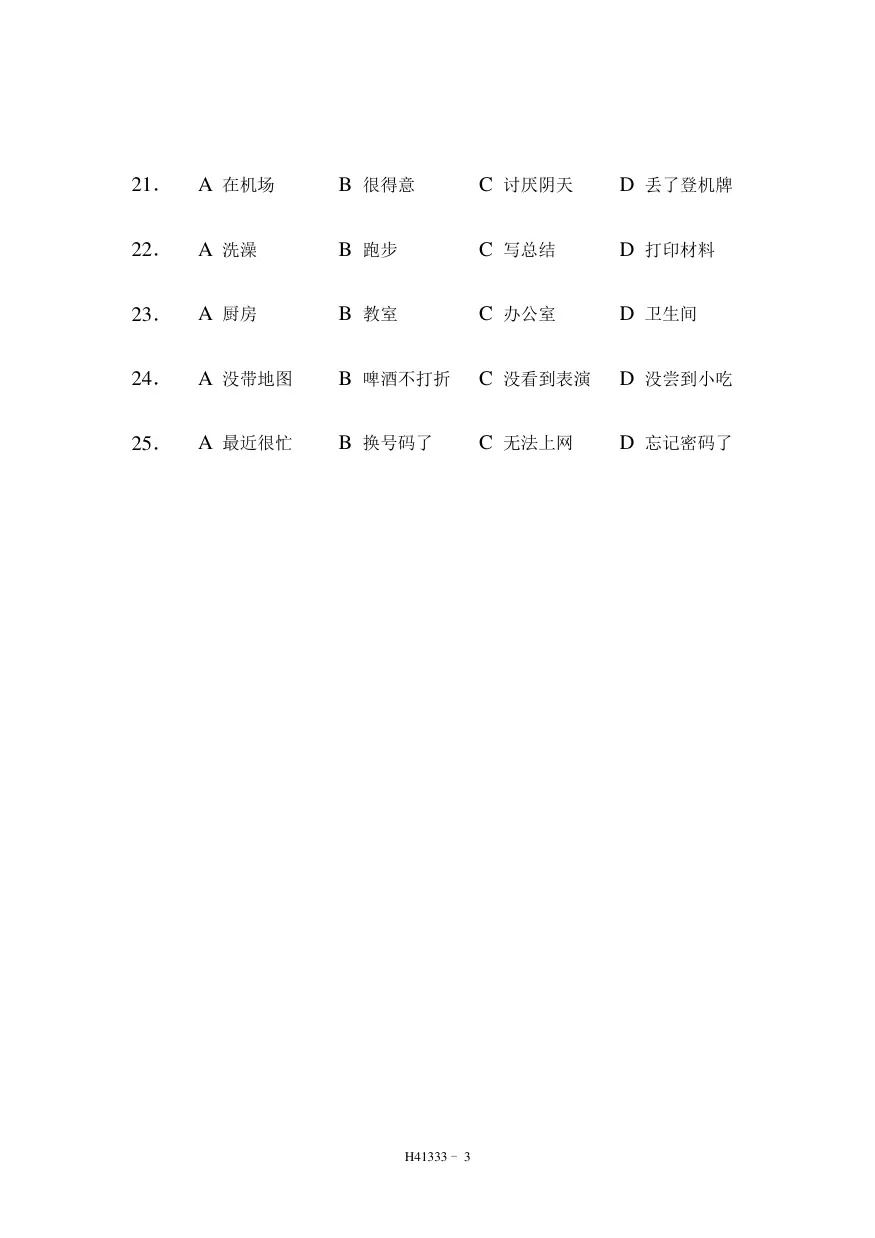 21． A 在机场 B 很得意 C 讨厌阴天 D 丢了登机牌
22． A 洗澡 B 跑步 C 写总结 D 打印材料
23． A 厨房 B 教室 C 办公室 D 卫生间
24． A 没带地图 B 啤酒不打折 C 没看到表演 D 没尝到小吃
25． A 最近很忙 B 换号码了 C 无法上网 D 忘记密码了
H41333－ 3